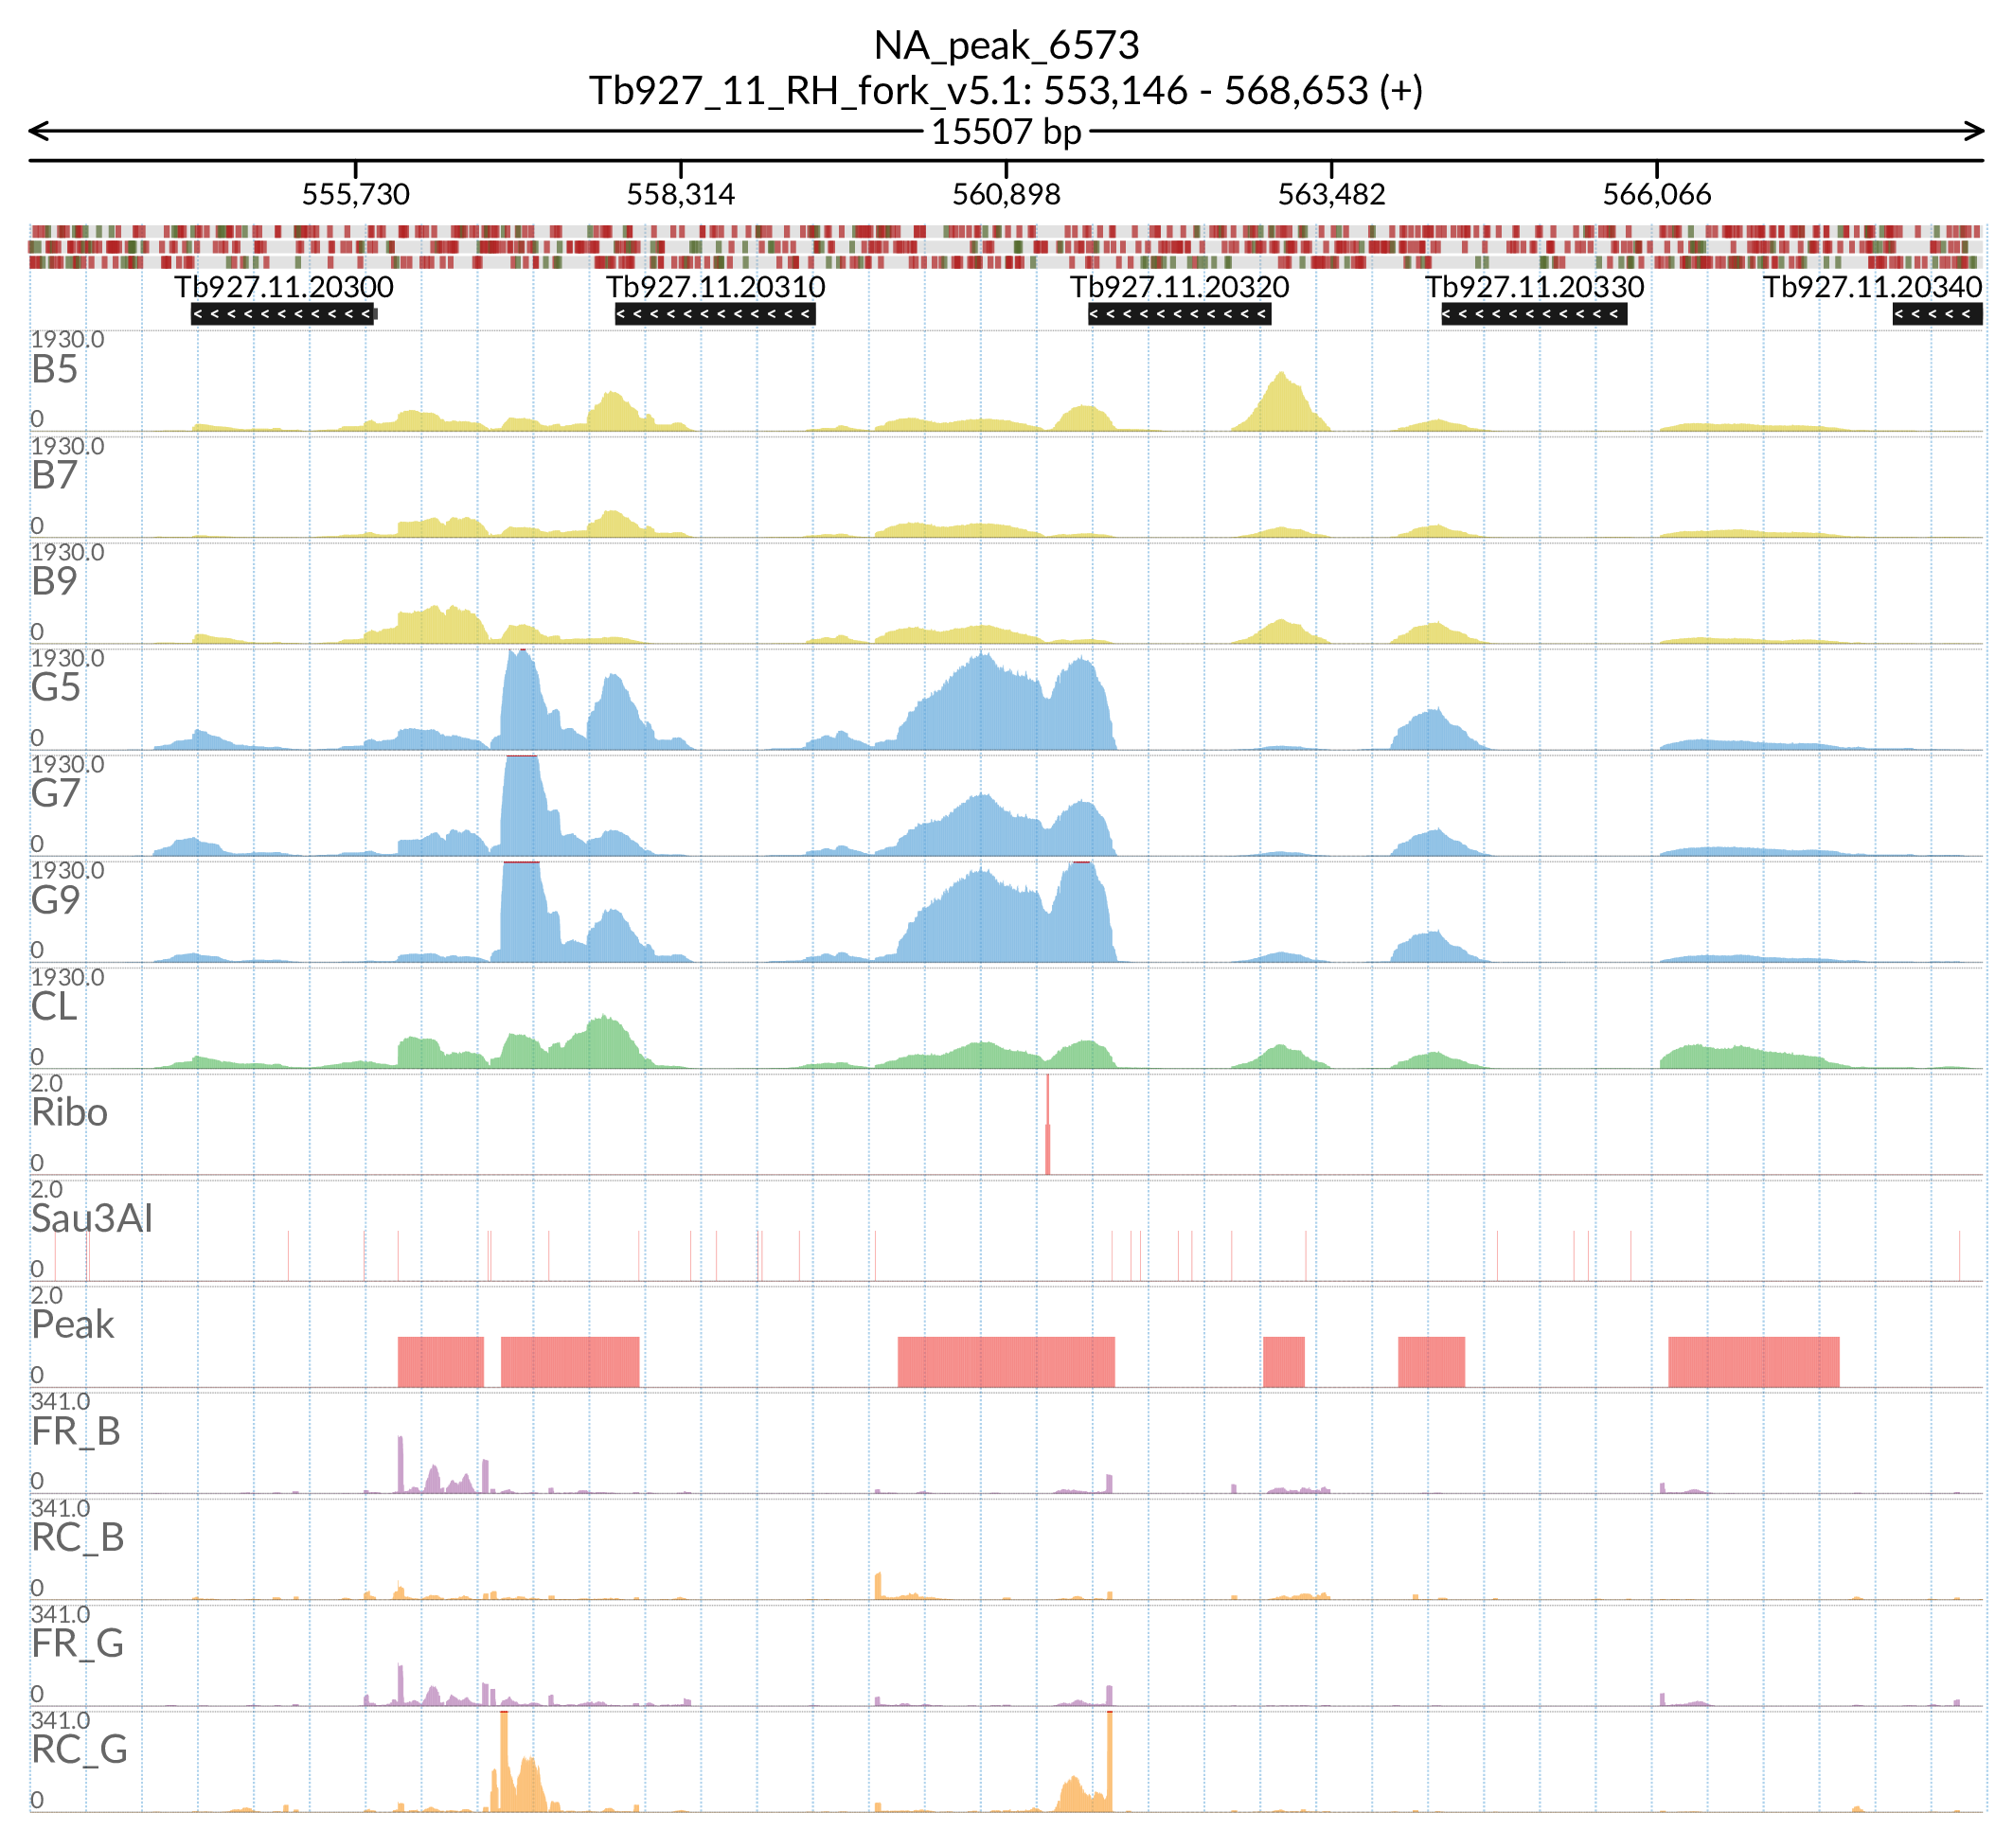 NA_peak_6573
Tb927_11_RH_fork_v5.1: 553,146 - 568,653 (+)
15507 bp
555,730 558,314 560,898 563,482 566,066
Tb927.11.20300 Tb927.11.20310 Tb927.11.20320 Tb927.11.20330 Tb927.11.20340
1930.0
B5
0
1930.0
B7
0
1930.0
B9
0
1930.0
G5
0
1930.0
G7
0
1930.0
G9
0
1930.0
CL
0
2.0
Ribo
0
2.0
Sau3AI
0
2.0
Peak
0
341.0
FR_B
0
341.0
RC_B
0
341.0
FR_G
0
341.0
RC_G
0